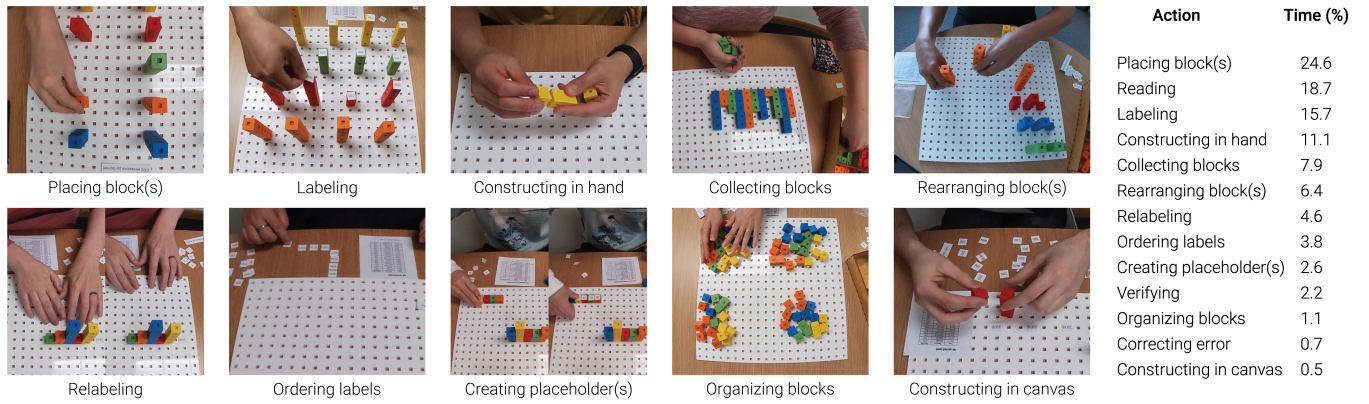 Placing block(s)
Labeling
Constructing in hand
Collecting blocks
Rearranging block(s)
Relabeling
Ordering labels
Creating placeholder(s)
Organizing blocks
Constructing in canvas
Action Time (%)
Placing block(s) 24.6
Reading 18.7
Labeling 15.7
Constructing in hand 11.1
Collecting blocks 7.9
Rearranging block(s) 6.4
Relabeling 4.6
Ordering labels 3.8
Creating placeholder(s) 2.6
Verifying 2.2
Organizing blocks 1.1
Correcting error 0.7
Constructing in canvas 0.5